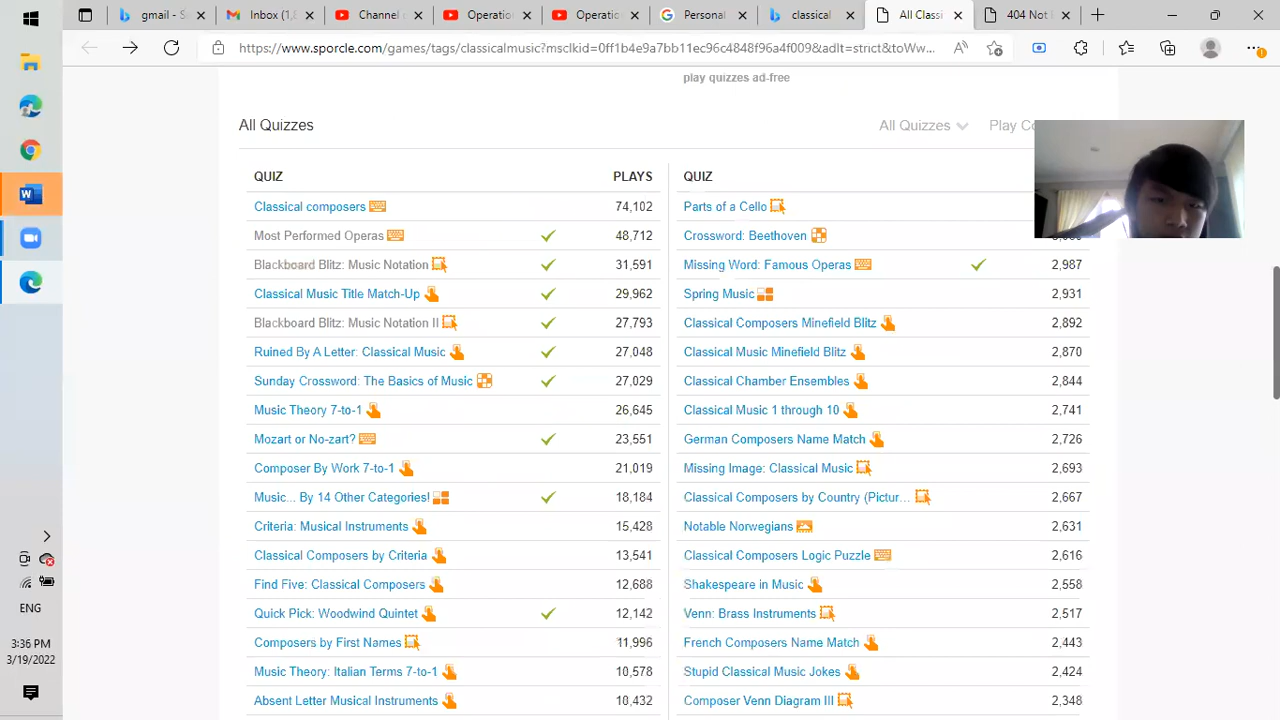 gmail - S
Inbox (1,
Channel
Operatio
Operatio
Personal
classical
All Classi
404 Not
https://www.sporcle.com/games/tags/classicalmusic?msclkid=0ff1b4e9a7bb11ec96c4848f96a4f009&adlt=strict&toWw...
play quizzes ad-free
All Quizzes
All Quizzes
Play Co
QUIZ PLAYS
Classical composers 74,102
Most Performed Operas 48,712
Blackboard Blitz: Music Notation 31,591
Classical Music Title Match-Up 29,962
Blackboard Blitz: Music Notation II 27,793
Ruined By A Letter: Classical Music 27,048
Sunday Crossword: The Basics of Music 27,029
Music Theory 7-to-1 26,645
Mozart or No-zart? 23,551
Composer By Work 7-to-1 21,019
Music... By 14 Other Categories! 18,184
Criteria: Musical Instruments 15,428
Classical Composers by Criteria 13,541
Find Five: Classical Composers 12,688
Quick Pick: Woodwind Quintet 12,142
Composers by First Names 11,996
Music Theory: Italian Terms 7-to-1 10,578
Absent Letter Musical Instruments 10,432
QUIZ
Parts of a Cello
Crossword: Beethoven
Missing Word: Famous Operas 2,987
Spring Music 2,931
Classical Composers Minefield Blitz 2,892
Classical Music Minefield Blitz 2,870
Classical Chamber Ensembles 2,844
Classical Music 1 through 10 2,741
German Composers Name Match 2,726
Missing Image: Classical Music 2,693
Classical Composers by Country (Pictur... 2,667
Notable Norwegians 2,631
Classical Composers Logic Puzzle 2,616
Shakespeare in Music 2,558
Venn: Brass Instruments 2,517
French Composers Name Match 2,443
Stupid Classical Music Jokes 2,424
Composer Venn Diagram III 2,348
ENG
3:36 PM
3/19/2022